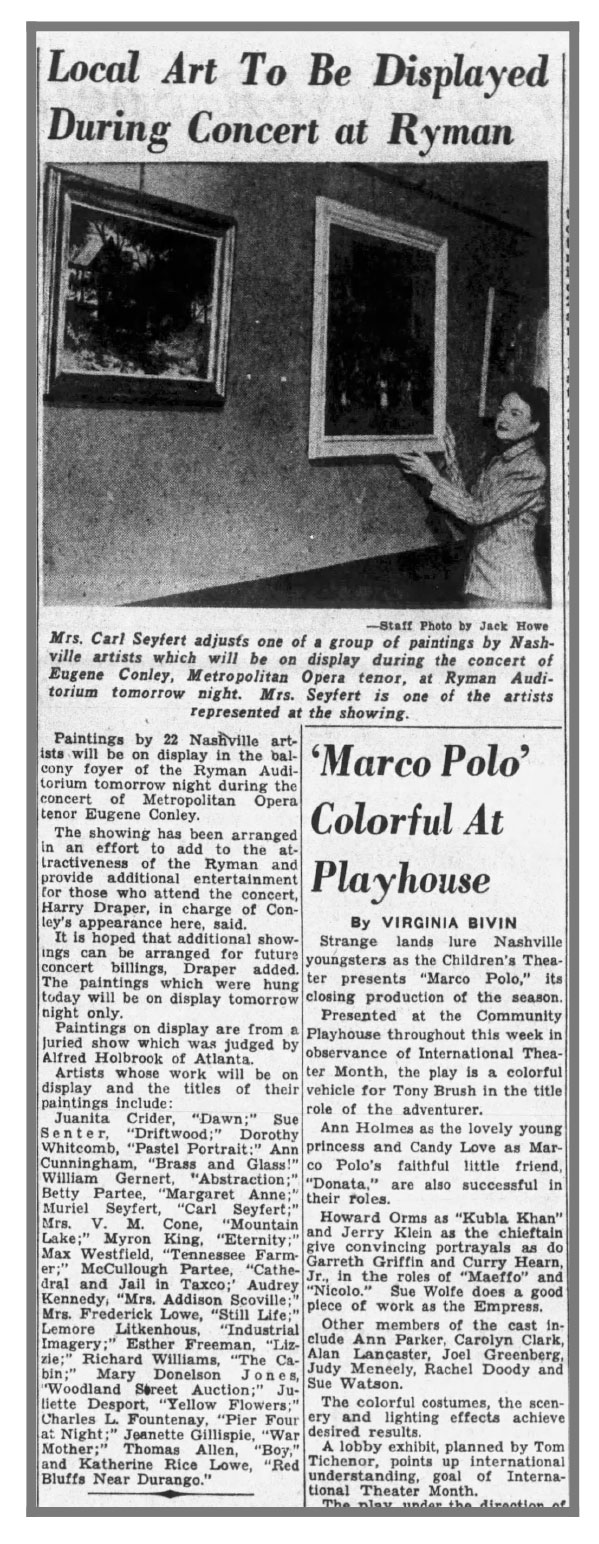 Local Art To Be Displayed
During Concert at Ryman
—Staff Photo by Jack Howe
Mrs. Carl Seyfert adjusts one of a group of paintings by Nash-
ville artists which will be on display during the concert of
Eugene Conley, Metropolitan Opera tenor, at Ryman Audi-
torium tomorrow night. Mrs. Seyfert is one of the artists
represented at the showing.
Paintings by 22 Nashville art-
ists will be on display in the bal-
cony foyer of the Ryman Audi-
torium tomorrow night during the
concert of Metropolitan Opera
tenor Eugene Conley.
The showing has been arranged
in an effort to add to the at-
tractiveness of the Ryman and
provide additional entertainment
for those who attend the concert,
Harry Draper, in charge of Con-
ley's appearance here, said.
It is hoped that additional show-
ings can be arranged for future
concert billings, Draper added.
The paintings which were hung
today will be on display tomorrow
night only.
Paintings on display are from a
juried show which was judged by
Alfred Holbrook of Atlanta.
Artists whose work will be on
display and the titles of their
paintings include:
Juanita Crider, "Dawn;" Sue
Senter, "Driftwood;" Dorothy
Whitcomb, "Pastel Portrait;" Ann
Cunningham, "Brass and Glass!"
William Gernert, "Abstraction;"
Betty Partee, "Margaret Anne;"
Muriel Seyfert, "Carl Seyfert;"
Mrs. V. M. Cone, "Mountain
Lake;" Myron King, "Eternity;"
Max Westfield, "Tennessee Farm-
er;" McCullough Partee, "Cathe-
dral and Jail in Taxco;' Audrey
Kennedy, "Mrs. Addison Scoville;"
Mrs. Frederick Lowe, "Still Life;"
Lemore Litkenhous, "Industrial
Imagery;" Esther Freeman, "Liz-
zie;" Richard Williams, "The Ca-
bin;" Mary Donelson Jones,
"Woodland Street Auction;" Ju-
liette Desport, "Yellow Flowers;"
Charles L. Fountenay, "Pier Four
at Night;" Jeanette Gillispie, "War
Mother;" Thomas Allen, "Boy,"
and Katherine Rice Lowe, "Red
Bluffs Near Durango."
'Marco Polo'
Colorful At
Playhouse
By VIRGINIA BIVIN
Strange lands lure Nashville
youngsters as the Children's Thea-
ter presents "Marco Polo," its
closing production of the season.
Presented at the Community
Playhouse throughout this week in
observance of International Thea-
ter Month, the play is a colorful
vehicle for Tony Brush in the title
role of the adventurer.
Ann Holmes as the lovely young
princess and Candy Love as Mar-
co Polo's faithful little friend,
"Donata," are also successful in
their roles.
Howard Orms as "Kubla Khan"
and Jerry Klein as the chieftain
give convincing portrayals as do
Garreth Griffin and Curry Hearn,
Jr., in the roles of "Maeffo" and
"Nicolo." Sue Wolfe does a good
piece of work as the Empress.
Other members of the cast in-
clude Ann Parker, Carolyn Clark,
Alan Lancaster, Joel Greenberg,
Judy Meneely, Rachel Doody and
Sue Watson.
The colorful costumes, the scen-
ery and lighting effects achieve
desired results.
A lobby exhibit, planned by Tom
Tichenor, points up international
understanding, goal of Interna-
tional Theater Month.
The play, under the direction of